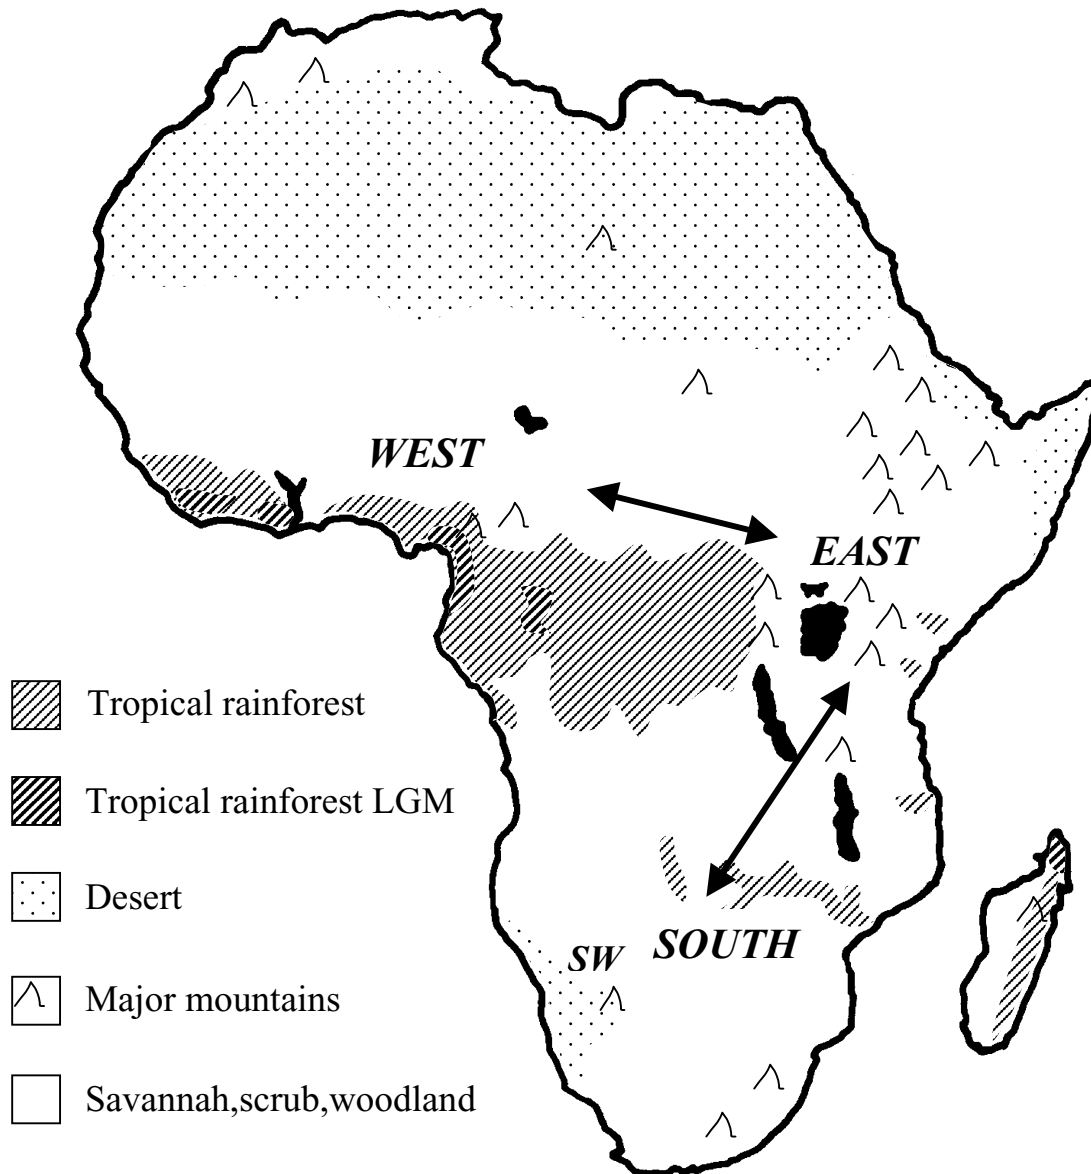 WEST
EAST
Tropical rainforest
Tropical rainforest LGM
Desert
SW
SOUTH
Major mountains
Savannah,scrub,woodland